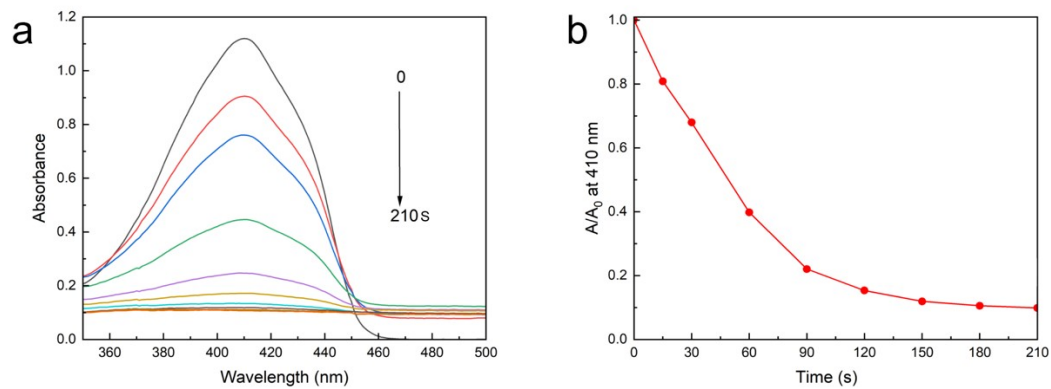 a
1.2
1.0
0.8
0.6
0.4
0.2
0.0
Absorbance
0
210 s
360 380 400 420 440 460 480 500
Wavelength (nm)
b
1.0
0.8
0.6
0.4
0.2
0.0
A/A0 at 410 nm
0 30 60 90 120 150 180 210
Time (s)